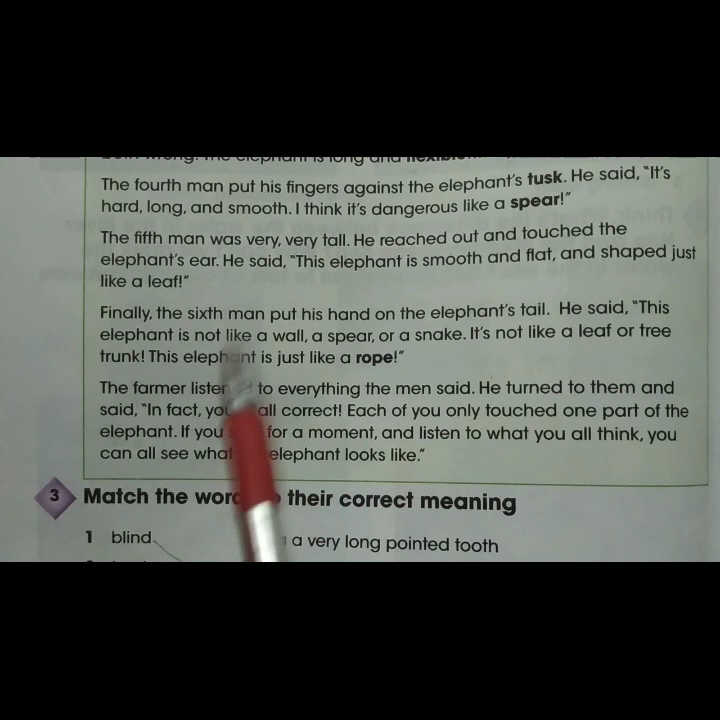 The elephant is long and
The fourth man put his fingers against the elephant's tusk. He said, "It's
hard, long, and smooth. I think it's dangerous like a spear!"
The fifth man was very, very tall. He reached out and touched the
elephant's ear. He said, "This elephant is smooth and flat, and shaped just
like a leaf!"
Finally, the sixth man put his hand on the elephant's tail. He said, "This
elephant is not like a wall, a spear, or a snake. It's not like a leaf or tree
trunk! This elephant is just like a rope!"
The farmer to everything the men said. He turned to them and
said, "In fact, all correct! Each of you only touched one part of the
elephant. If you for a moment, and listen to what you all think, you
can all see what elephant looks like."
3 Match the their correct meaning
1 blind a very long pointed tooth